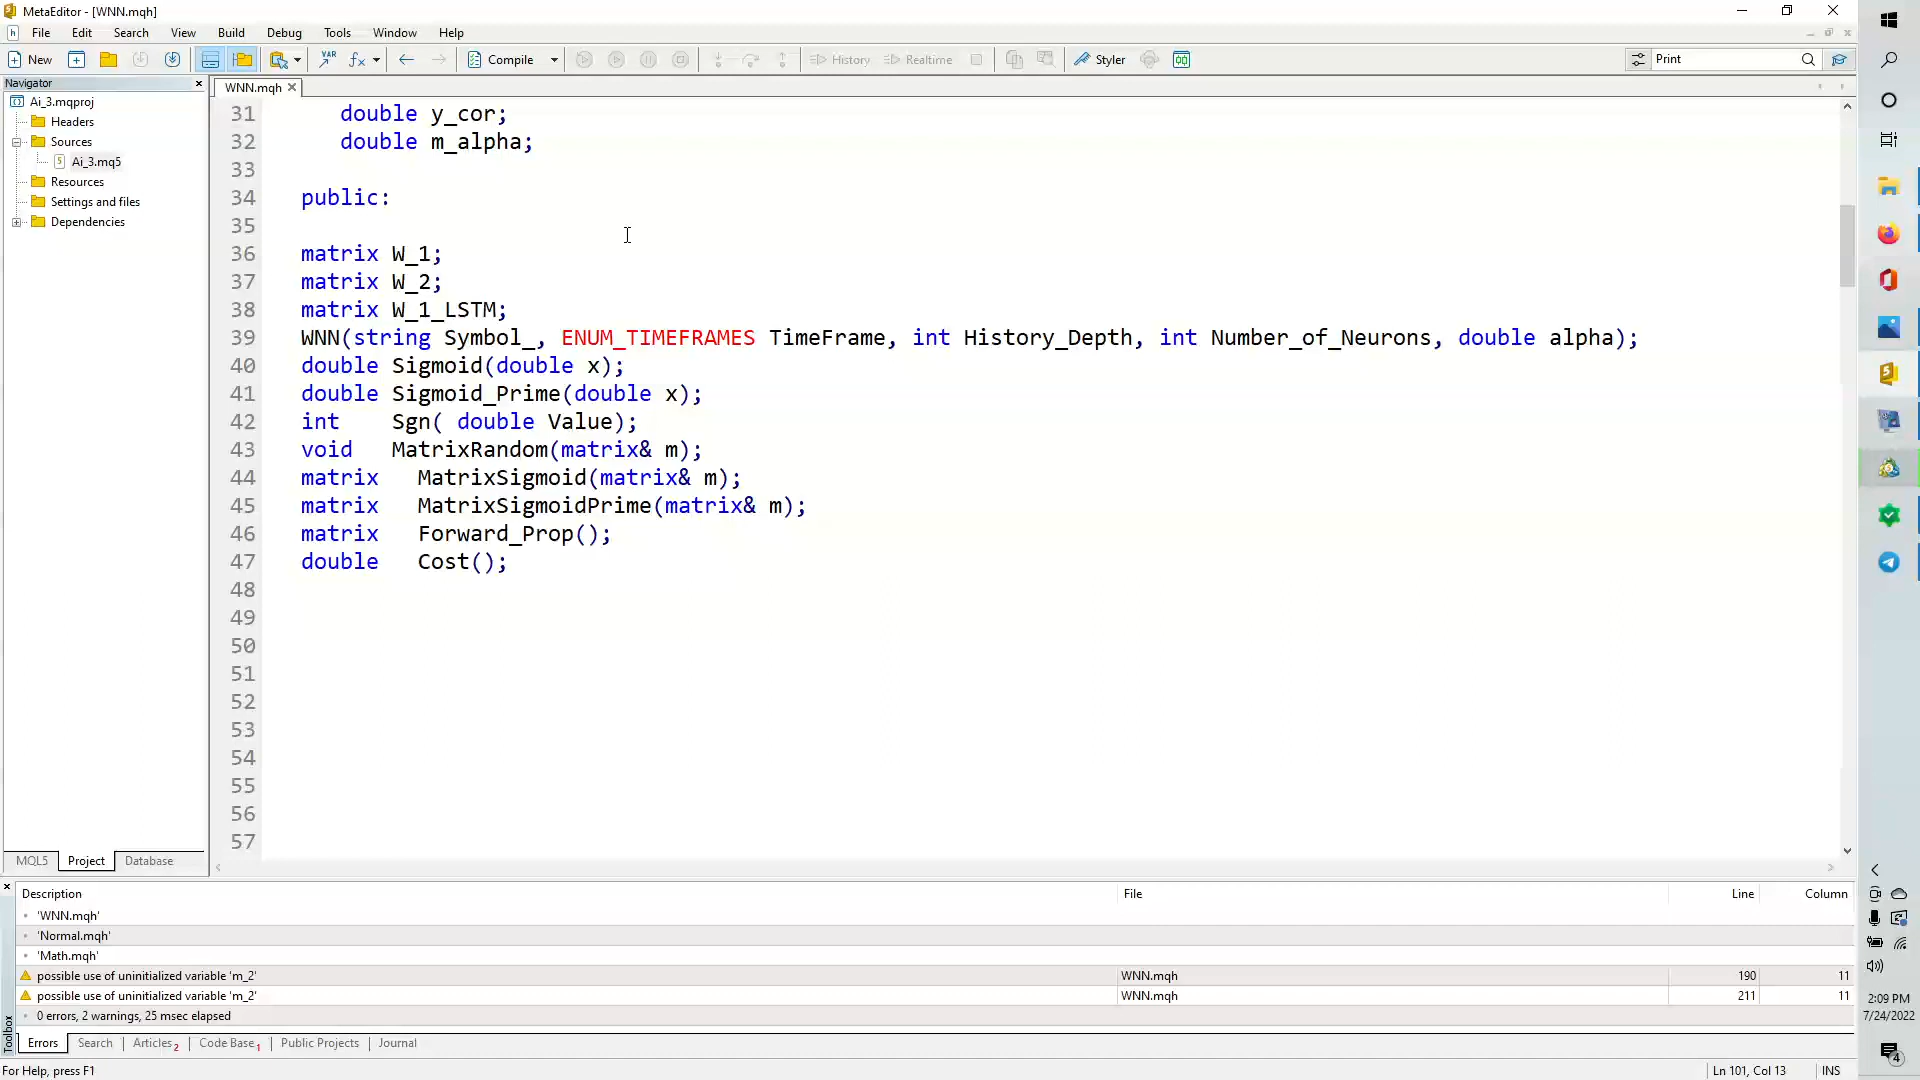 MetaEditor - [WNN.mqh]
File Edit Search View Build Debug Tools Window Help
New Compile History Realtime Styler Print
Navigator
Ai_3.mqproj
Headers
Sources
Ai_3.mq5
Resources
Settings and files
Dependencies
MQL5 Project Database
WNN.mqh
31 double y_cor;
32 double m_alpha;
33
34 public:
35
36 matrix W_1;
37 matrix W_2;
38 matrix W_1_LSTM;
39 WNN(string Symbol_, ENUM_TIMEFRAMES TimeFrame, int History_Depth, int Number_of_Neurons, double alpha);
40 double Sigmoid(double x);
41 double Sigmoid_Prime(double x);
42 int Sgn( double Value);
43 void MatrixRandom(matrix& m);
44 matrix MatrixSigmoid(matrix& m);
45 matrix MatrixSigmoidPrime(matrix& m);
46 matrix Forward_Prop();
47 double Cost();
48
49
50
51
52
53
54
55
56
57
Description File Line Column
'WNN.mqh'
'Normal.mqh'
'Math.mqh'
possible use of uninitialized variable 'm_2' WNN.mqh 190 11
possible use of uninitialized variable 'm_2' WNN.mqh 211 11
0 errors, 2 warnings, 25 msec elapsed
Toolbox
Errors Search Articles 2 Code Base 1 Public Projects Journal
For Help, press F1 Ln 101, Col 13 INS
2:09 PM
7/24/2022
4